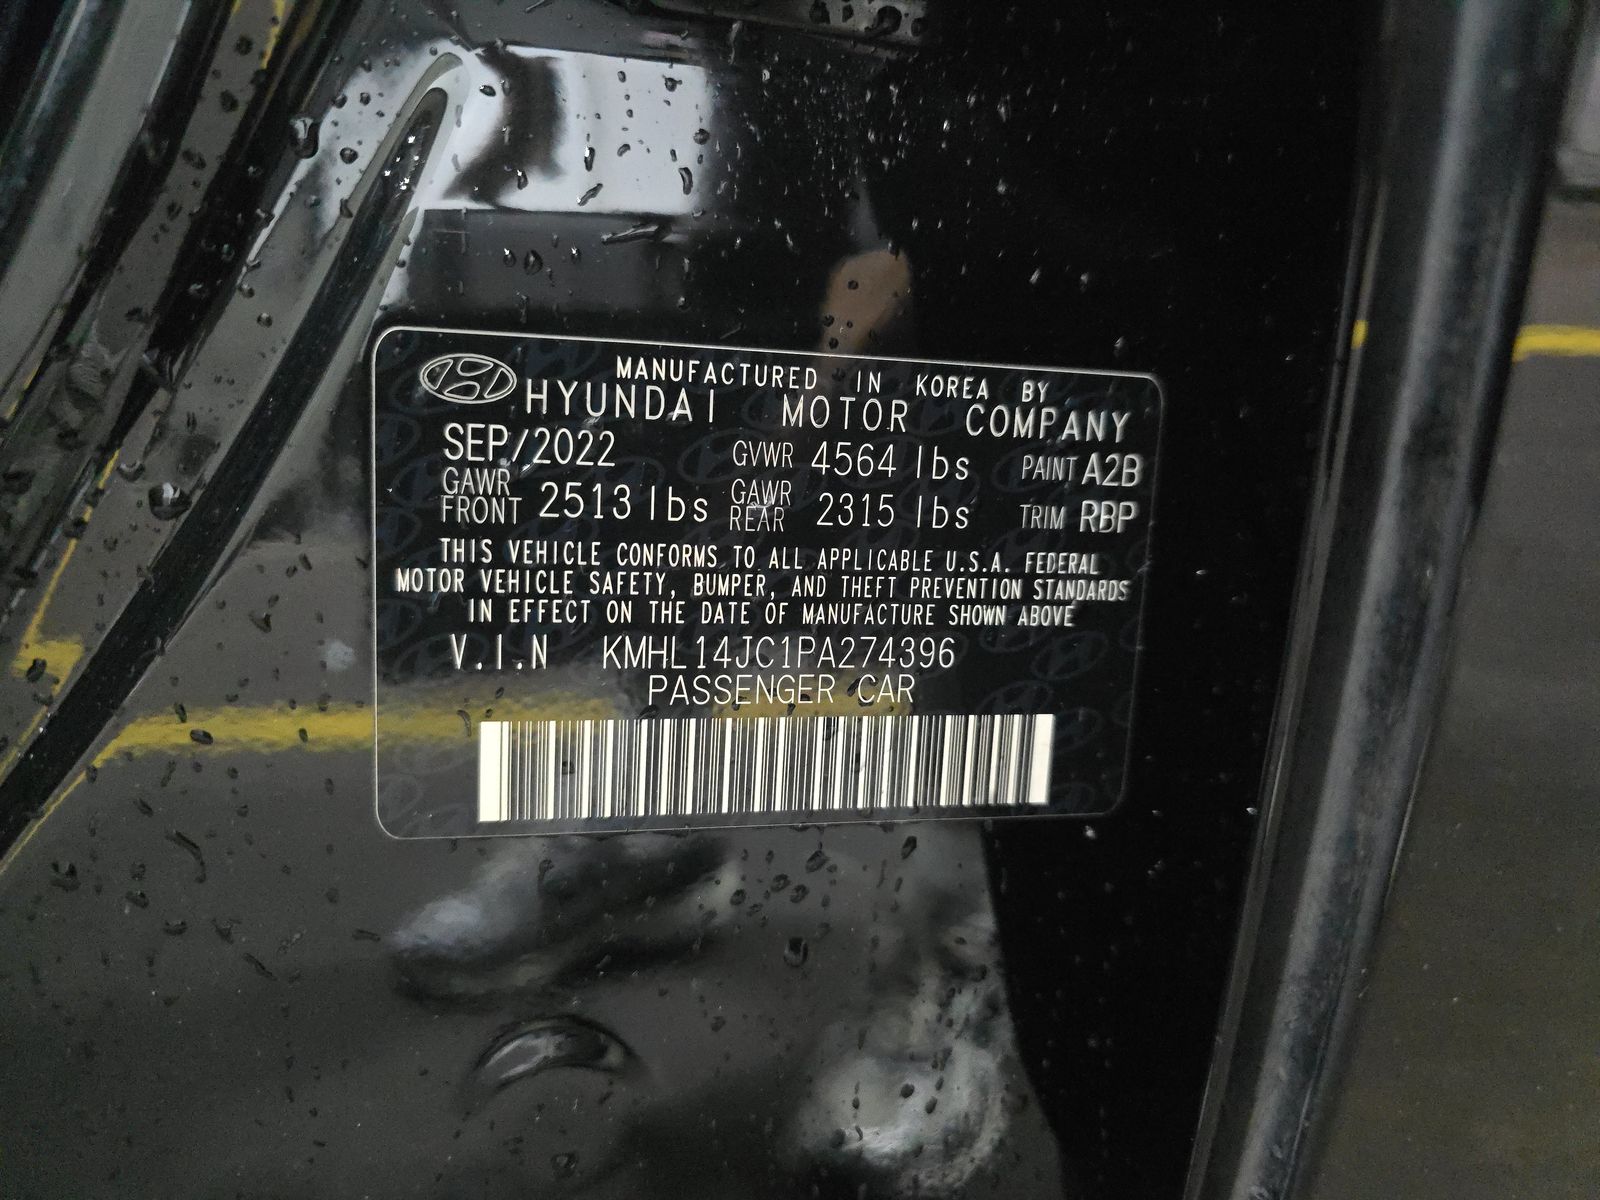 MANUFACTURED IN KOREA BY
HYUNDAI MOTOR COMPANY
SEP/2022 GVWR 4564 lbs PAINT A2B
GAWR FRONT 2513 lbs GAWR REAR 2315 lbs TRIM RBP
THIS VEHICLE CONFORMS TO ALL APPLICABLE U.S.A. FEDERAL
MOTOR VEHICLE SAFETY, BUMPER, AND THEFT PREVENTION STANDARDS
IN EFFECT ON THE DATE OF MANUFACTURE SHOWN ABOVE
V.I.N KMHL14JC1PA274396
PASSENGER CAR